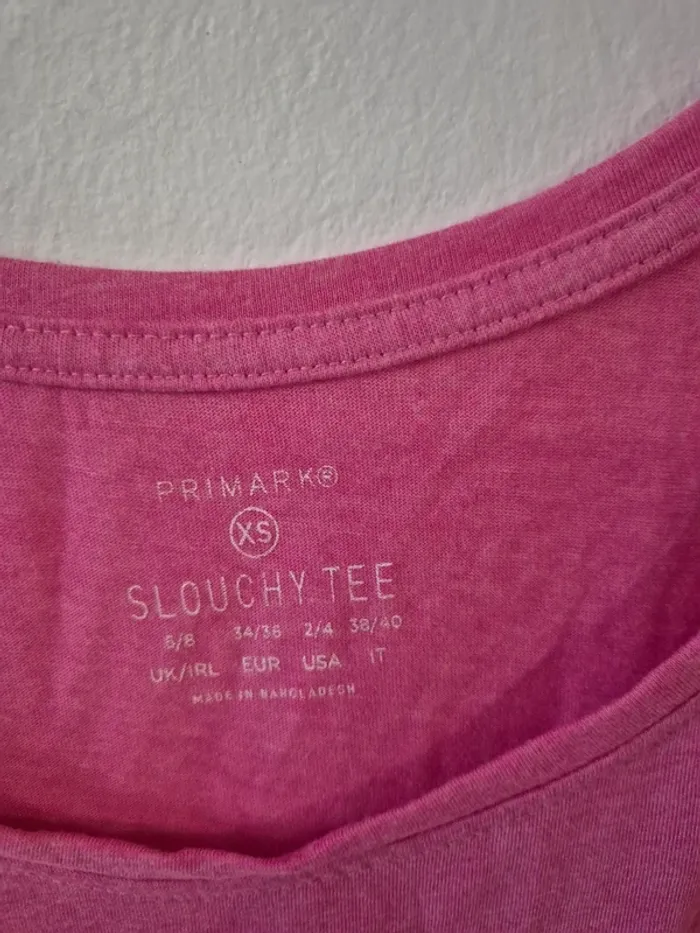 PRIMARK®
XS
SLOUCHY TEE
6/8 34/36 2/4 38/40
UK/IRL EUR USA IT
MADE IN BANGLADESH